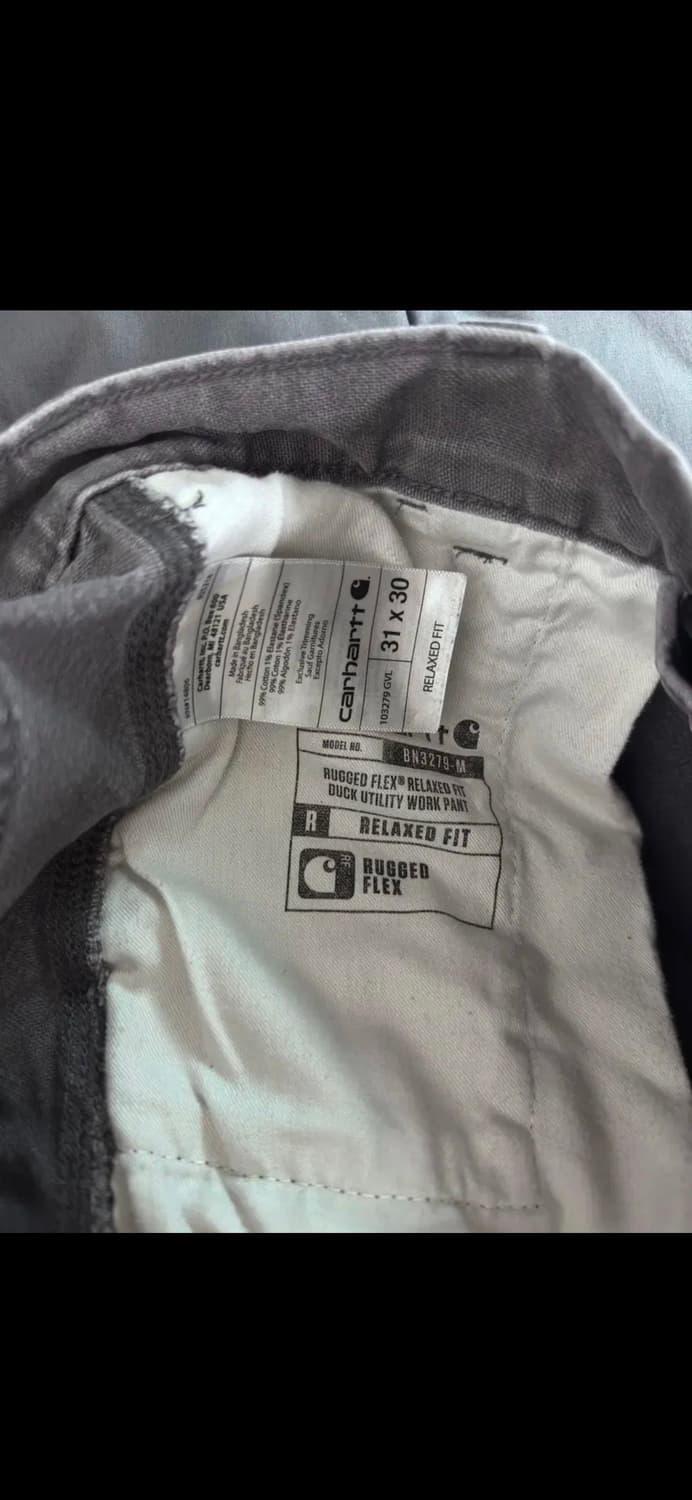 Carhartt, Inc. P.O. Box 600
Dearborn, MI 48121 USA
carhartt.com
Made in Bangladesh
Fabriqué au Bangladesh
Hecho en Bangladesh
99% Cotton 1% Elastane (Spandex)
99% Coton 1% Élasthanne
99% Algodón 1% Elastano
Exclusive Trimming
Sauf Garnitures
Excepto Adorno
carhartt
103279 GVL
31 x 30
RELAXED FIT
MODEL NO. BN3279-M
RUGGED FLEX® RELAXED FIT
DUCK UTILITY WORK PANT
R RELAXED FIT
RF
RUGGED
FLEX